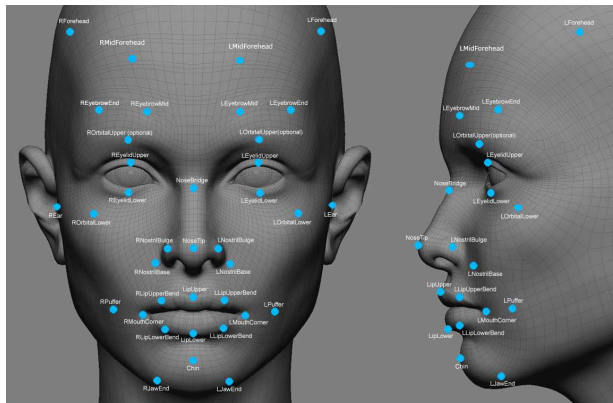 RForehead
LForehead
RMidForehead
LMidForehead
REyebrowEnd
REyebrowMid
LEyebrowMid
LEyebrowEnd
ROrbitalUpper(optional)
LOrbitalUpper(optional)
REyelidUpper
LEyelidUpper
NoseBridge
REyelidLower
LEyelidLower
REar
ROrbitalLower
LOrbitalLower
LEar
RNostrilBulge
NoseTip
LNostrilBulge
RNostrilBase
LNostrilBase
LipUpper
RLipUpperBend
LLipUpperBend
RPuffer
LPuffer
RMouthCorner
LMouthCorner
RLipLowerBend
LipLower
LLipLowerBend
Chin
RJawEnd
LJawEnd
LForehead
LMidForehead
LEyebrowEnd
LEyebrowMid
LOrbitalUpper(optional)
LEyelidUpper
NoseBridge
LEyelidLower
LOrbitalLower
NoseTip
LNostrilBulge
LNostrilBase
LipUpper
LLipUpperBend
LPuffer
LMouthCorner
LipLower
LLipLowerBend
Chin
LJawEnd